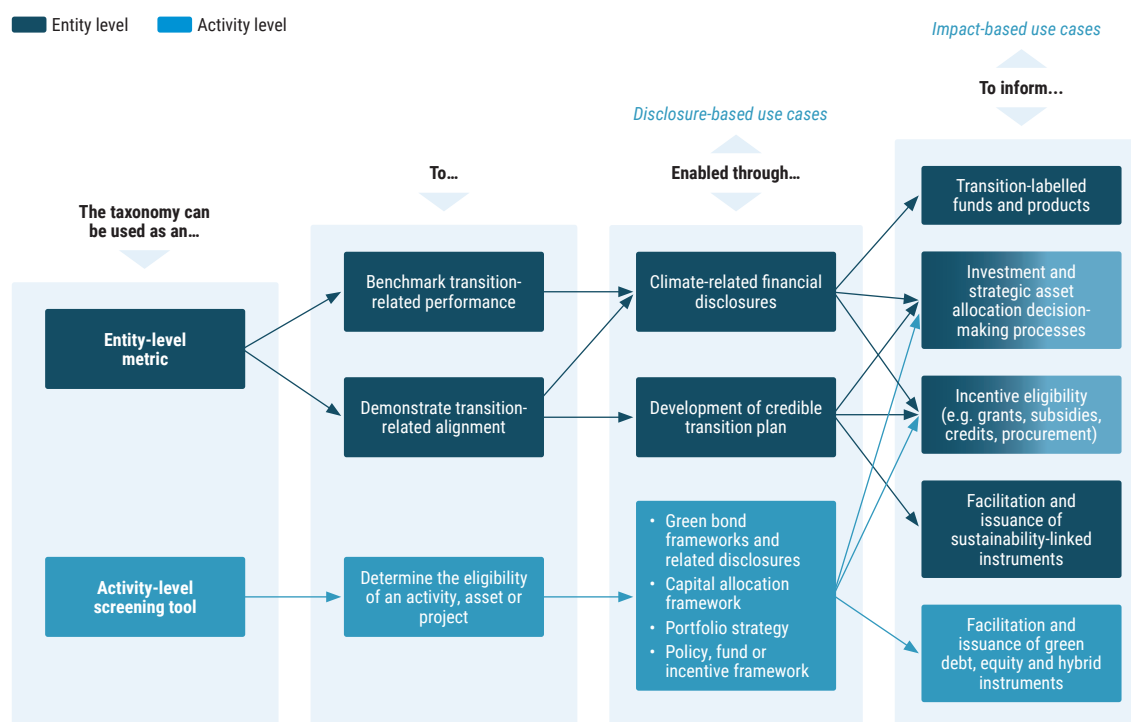 Entity level
Activity level
Impact-based use cases
To inform...
Disclosure-based use cases
Enabled through...
To...
The taxonomy can
be used as an...
Entity-level
metric
Activity-level
screening tool
Benchmark transition-
related performance
Demonstrate transition-
related alignment
Determine the eligibility
of an activity, asset or
project
Climate-related financial
disclosures
Development of credible
transition plan
• Green bond
frameworks and
related disclosures
• Capital allocation
framework
• Portfolio strategy
• Policy, fund or
incentive framework
Transition-labelled
funds and products
Investment and
strategic asset
allocation decision-
making processes
Incentive eligibility
(e.g. grants, subsidies,
credits, procurement)
Facilitation and
issuance of
sustainability-linked
instruments
Facilitation and
issuance of green
debt, equity and hybrid
instruments